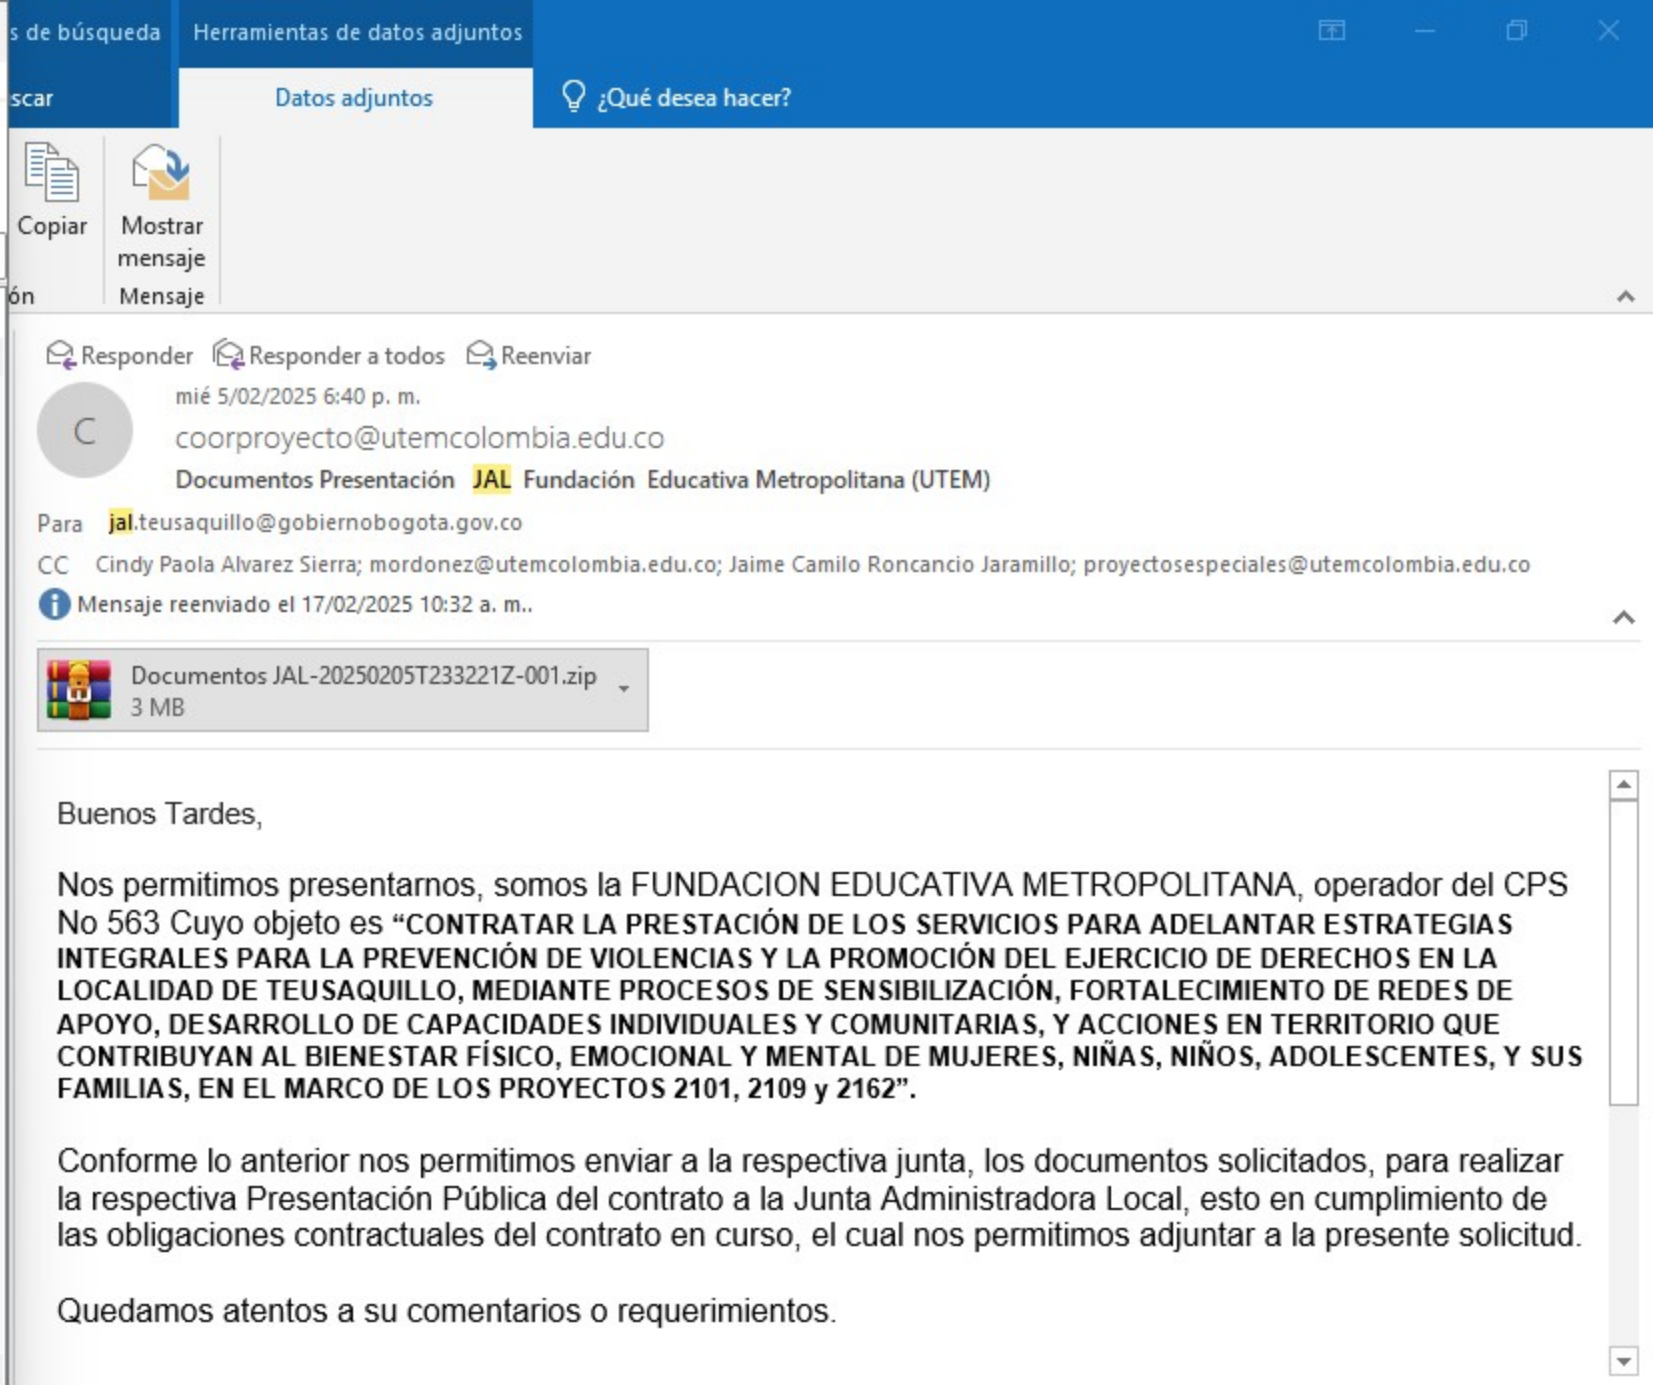 s de búsqueda
Herramientas de datos adjuntos
scar
Datos adjuntos
¿Qué desea hacer?
Copiar
Mostrar
mensaje
ón
Mensaje
Responder
Responder a todos
Reenviar
mié 5/02/2025 6:40 p. m.
C
coorproyecto@utemcolombia.edu.co
Documentos Presentación JAL Fundación Educativa Metropolitana (UTEM)
Para jal.teusaquillo@gobiernobogota.gov.co
CC Cindy Paola Alvarez Sierra; mordonez@utemcolombia.edu.co; Jaime Camilo Roncancio Jaramillo; proyectosespeciales@utemcolombia.edu.co
Mensaje reenviado el 17/02/2025 10:32 a. m..
Documentos JAL-20250205T233221Z-001.zip
3 MB
Buenos Tardes,
Nos permitimos presentarnos, somos la FUNDACION EDUCATIVA METROPOLITANA, operador del CPS
No 563 Cuyo objeto es “CONTRATAR LA PRESTACIÓN DE LOS SERVICIOS PARA ADELANTAR ESTRATEGIAS
INTEGRALES PARA LA PREVENCIÓN DE VIOLENCIAS Y LA PROMOCIÓN DEL EJERCICIO DE DERECHOS EN LA
LOCALIDAD DE TEUSAQUILLO, MEDIANTE PROCESOS DE SENSIBILIZACIÓN, FORTALECIMIENTO DE REDES DE
APOYO, DESARROLLO DE CAPACIDADES INDIVIDUALES Y COMUNITARIAS, Y ACCIONES EN TERRITORIO QUE
CONTRIBUYAN AL BIENESTAR FÍSICO, EMOCIONAL Y MENTAL DE MUJERES, NIÑAS, NIÑOS, ADOLESCENTES, Y SUS
FAMILIAS, EN EL MARCO DE LOS PROYECTOS 2101, 2109 y 2162”.
Conforme lo anterior nos permitimos enviar a la respectiva junta, los documentos solicitados, para realizar
la respectiva Presentación Pública del contrato a la Junta Administradora Local, esto en cumplimiento de
las obligaciones contractuales del contrato en curso, el cual nos permitimos adjuntar a la presente solicitud.
Quedamos atentos a su comentarios o requerimientos.